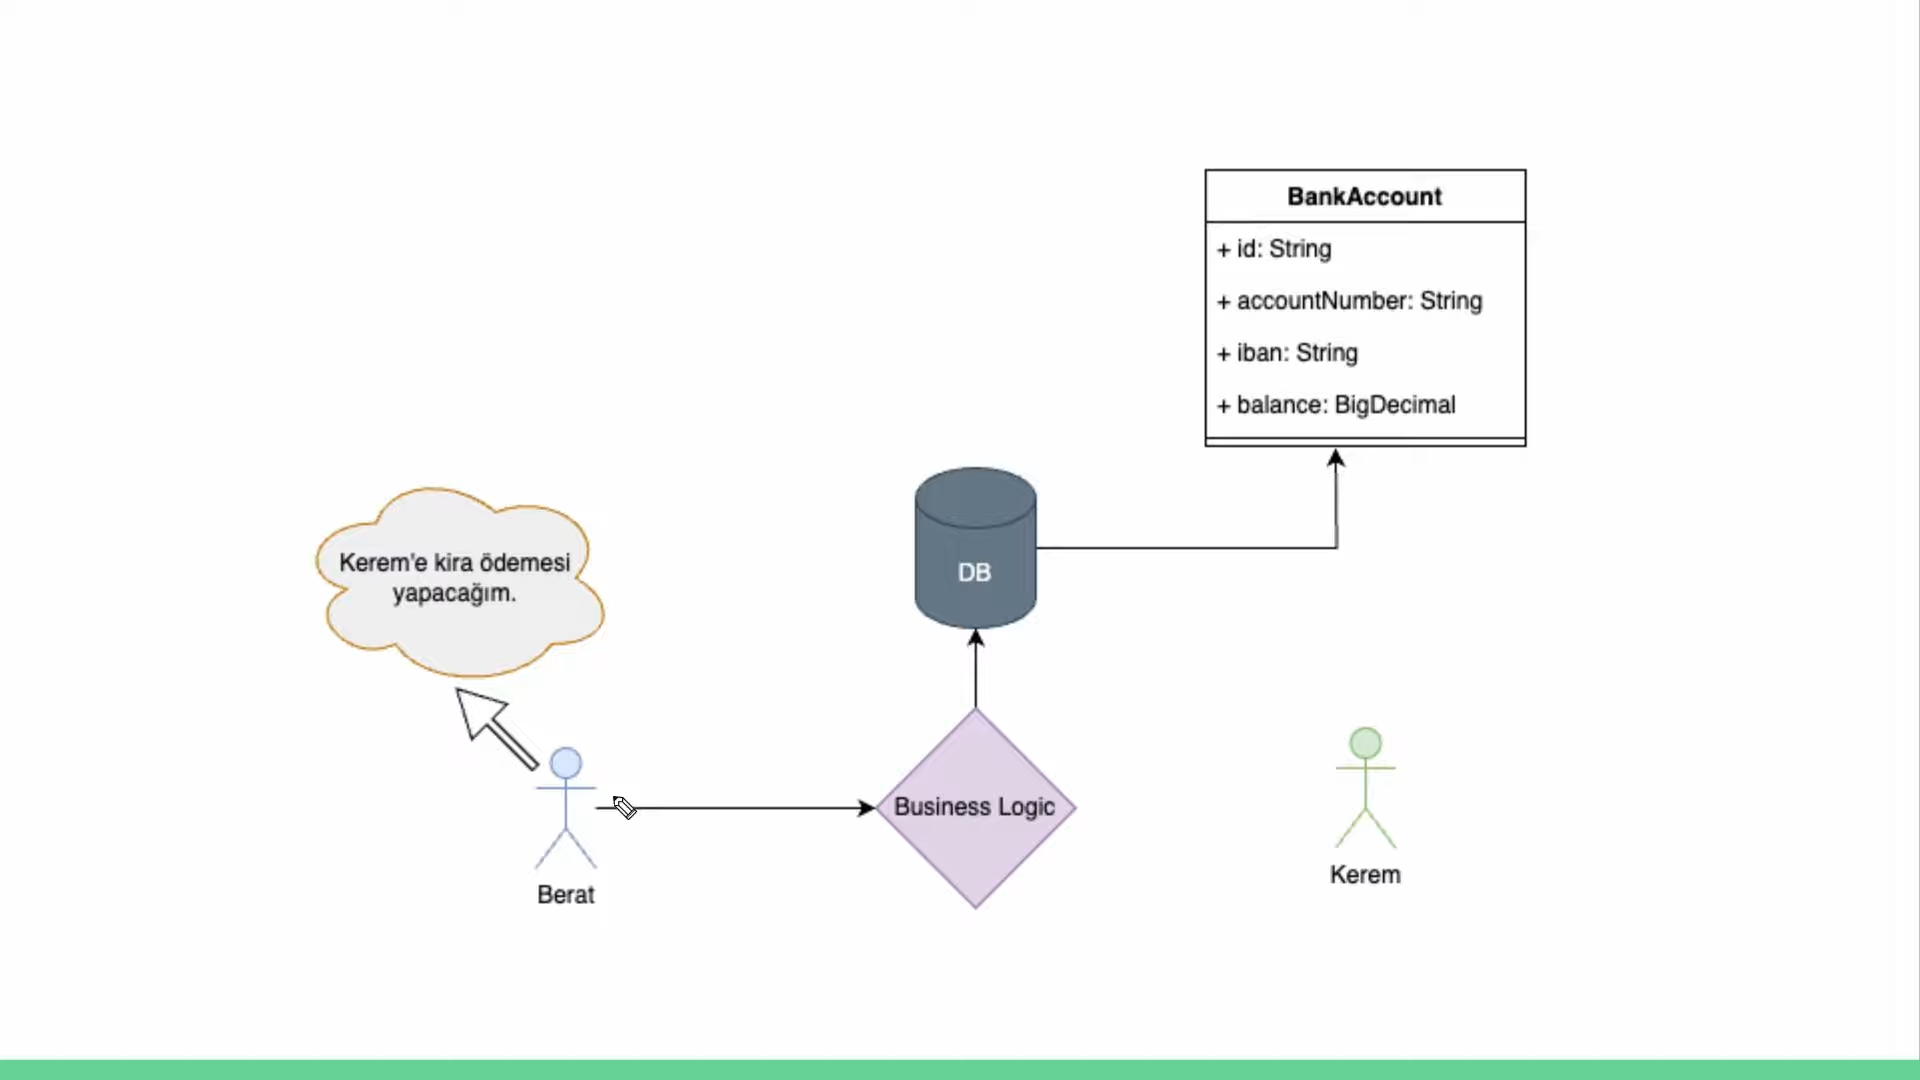 BankAccount
+ id: String
+ accountNumber: String
+ iban: String
+ balance: BigDecimal
Kerem'e kira ödemesi
yapacağım.
DB
Business Logic
Berat
Kerem